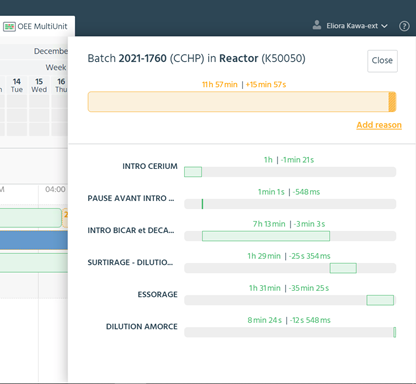 OEE MultiUnit
Eliora Kawa-ext
Decembe
Week
14 15 16
Tue Wed Thu
04:00
Batch 2021-1760 (CCHP) in Reactor (K50050)
Close
11h 57min | +15min 57s
Add reason
INTRO CERIUM
1h | -1min 21s
PAUSE AVANT INTRO ...
1min 1s | -548ms
INTRO BICAR et DECA...
7h 13min | -3min 3s
SURTIRAGE - DILUTIO...
1h 29min | -25s 354ms
ESSORAGE
1h 31min | -35min 25s
DILUTION AMORCE
8min 24s | -12s 548ms